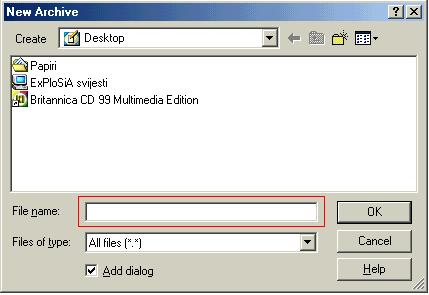 New Archive
Create Desktop
Papiri
ExPloSiA svijesti
Britannica CD 99 Multimedia Edition
File name: OK
Files of type: All files (*.*) Cancel
Add dialog Help